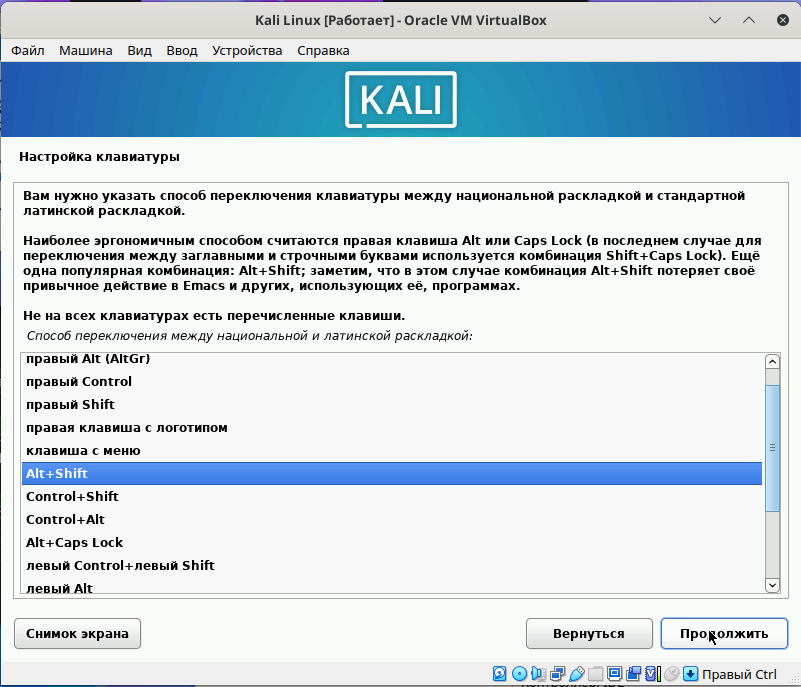 Kali Linux [Работает] - Oracle VM VirtualBox
Файл Машина Вид Ввод Устройства Справка
KALI
Настройка клавиатуры
Вам нужно указать способ переключения клавиатуры между национальной раскладкой и стандартной
латинской раскладкой.
Наиболее эргономичным способом считаются правая клавиша Alt или Caps Lock (в последнем случае для
переключения между заглавными и строчными буквами используется комбинация Shift+Caps Lock). Ещё
одна популярная комбинация: Alt+Shift; заметим, что в этом случае комбинация Alt+Shift потеряет своё
привычное действие в Emacs и других, использующих её, программах.
Не на всех клавиатурах есть перечисленные клавиши.
Способ переключения между национальной и латинской раскладкой:
правый Alt (AltGr)
правый Control
правый Shift
правая клавиша с логотипом
клавиша с меню
Alt+Shift
Control+Shift
Control+Alt
Alt+Caps Lock
левый Control+левый Shift
левый Alt
Снимок экрана Вернуться Продолжить
Правый Ctrl